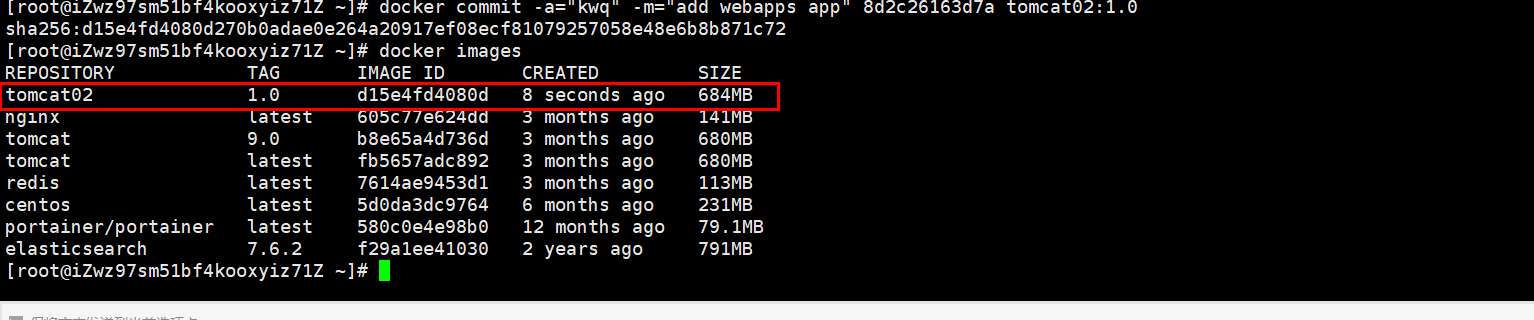 [root@iZwz97sm51bf4kooxyiz71Z ~]# docker commit -a="kwq" -m="add webapps app" 8d2c26163d7a tomcat02:1.0
sha256:d15e4fd4080d270b0adae0e264a20917ef08ecf81079257058e48e6b8b871c72
[root@iZwz97sm51bf4kooxyiz71Z ~]# docker images
REPOSITORY TAG IMAGE ID CREATED SIZE
tomcat02 1.0 d15e4fd4080d 8 seconds ago 684MB
nginx latest 605c77e624dd 3 months ago 141MB
tomcat 9.0 b8e65a4d736d 3 months ago 680MB
tomcat latest fb5657adc892 3 months ago 680MB
redis latest 7614ae9453d1 3 months ago 113MB
centos latest 5d0da3dc9764 6 months ago 231MB
portainer/portainer latest 580c0e4e98b0 12 months ago 79.1MB
elasticsearch 7.6.2 f29a1ee41030 2 years ago 791MB
[root@iZwz97sm51bf4kooxyiz71Z ~]#